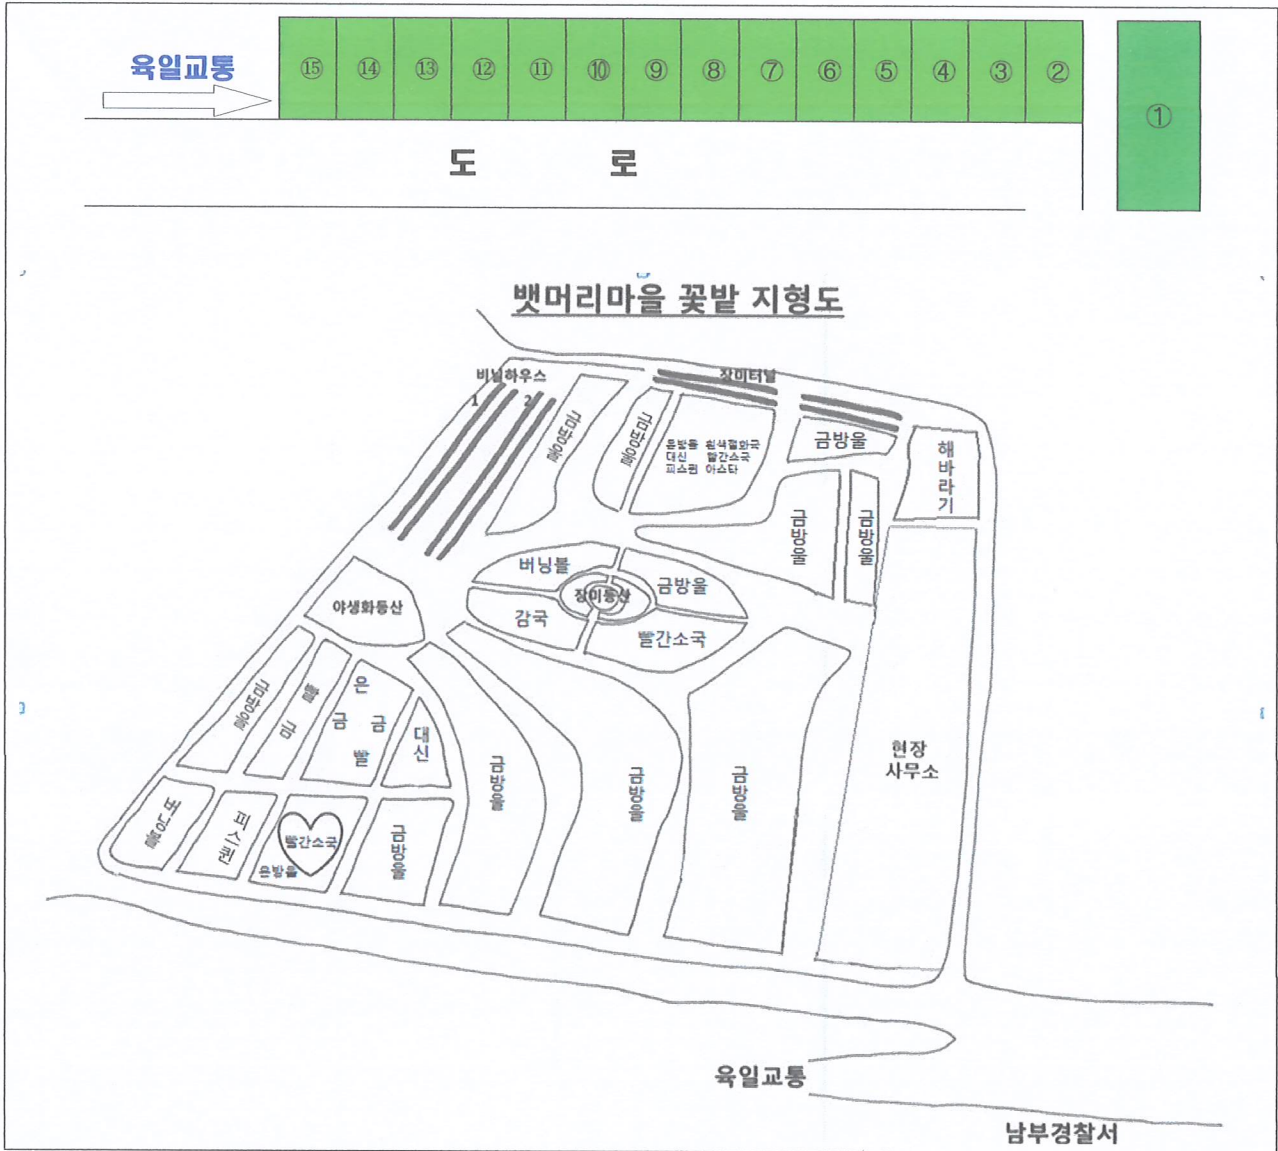 육일교통
⑮ ⑭ ⑬ ⑫ ⑪ ⑩ ⑨ ⑧ ⑦ ⑥ ⑤ ④ ③ ②
①
도 로
뱃머리마을 꽃밭 지형도
비닐하우스
1 2
장미터널
금방울
금방울
은방울 흰색절화국
대신 빨간소국
피스퀸 아스타
금방울
해바라기
금방울
금방울
버닝볼
금방울
장미동산
감국
빨간소국
야생화동산
금방울
금
은
금 금
빨
대신
금방울
금방울
금방울
현장
사무소
피스퀸
빨간소국
은방울
금방울
육일교통
남부경찰서